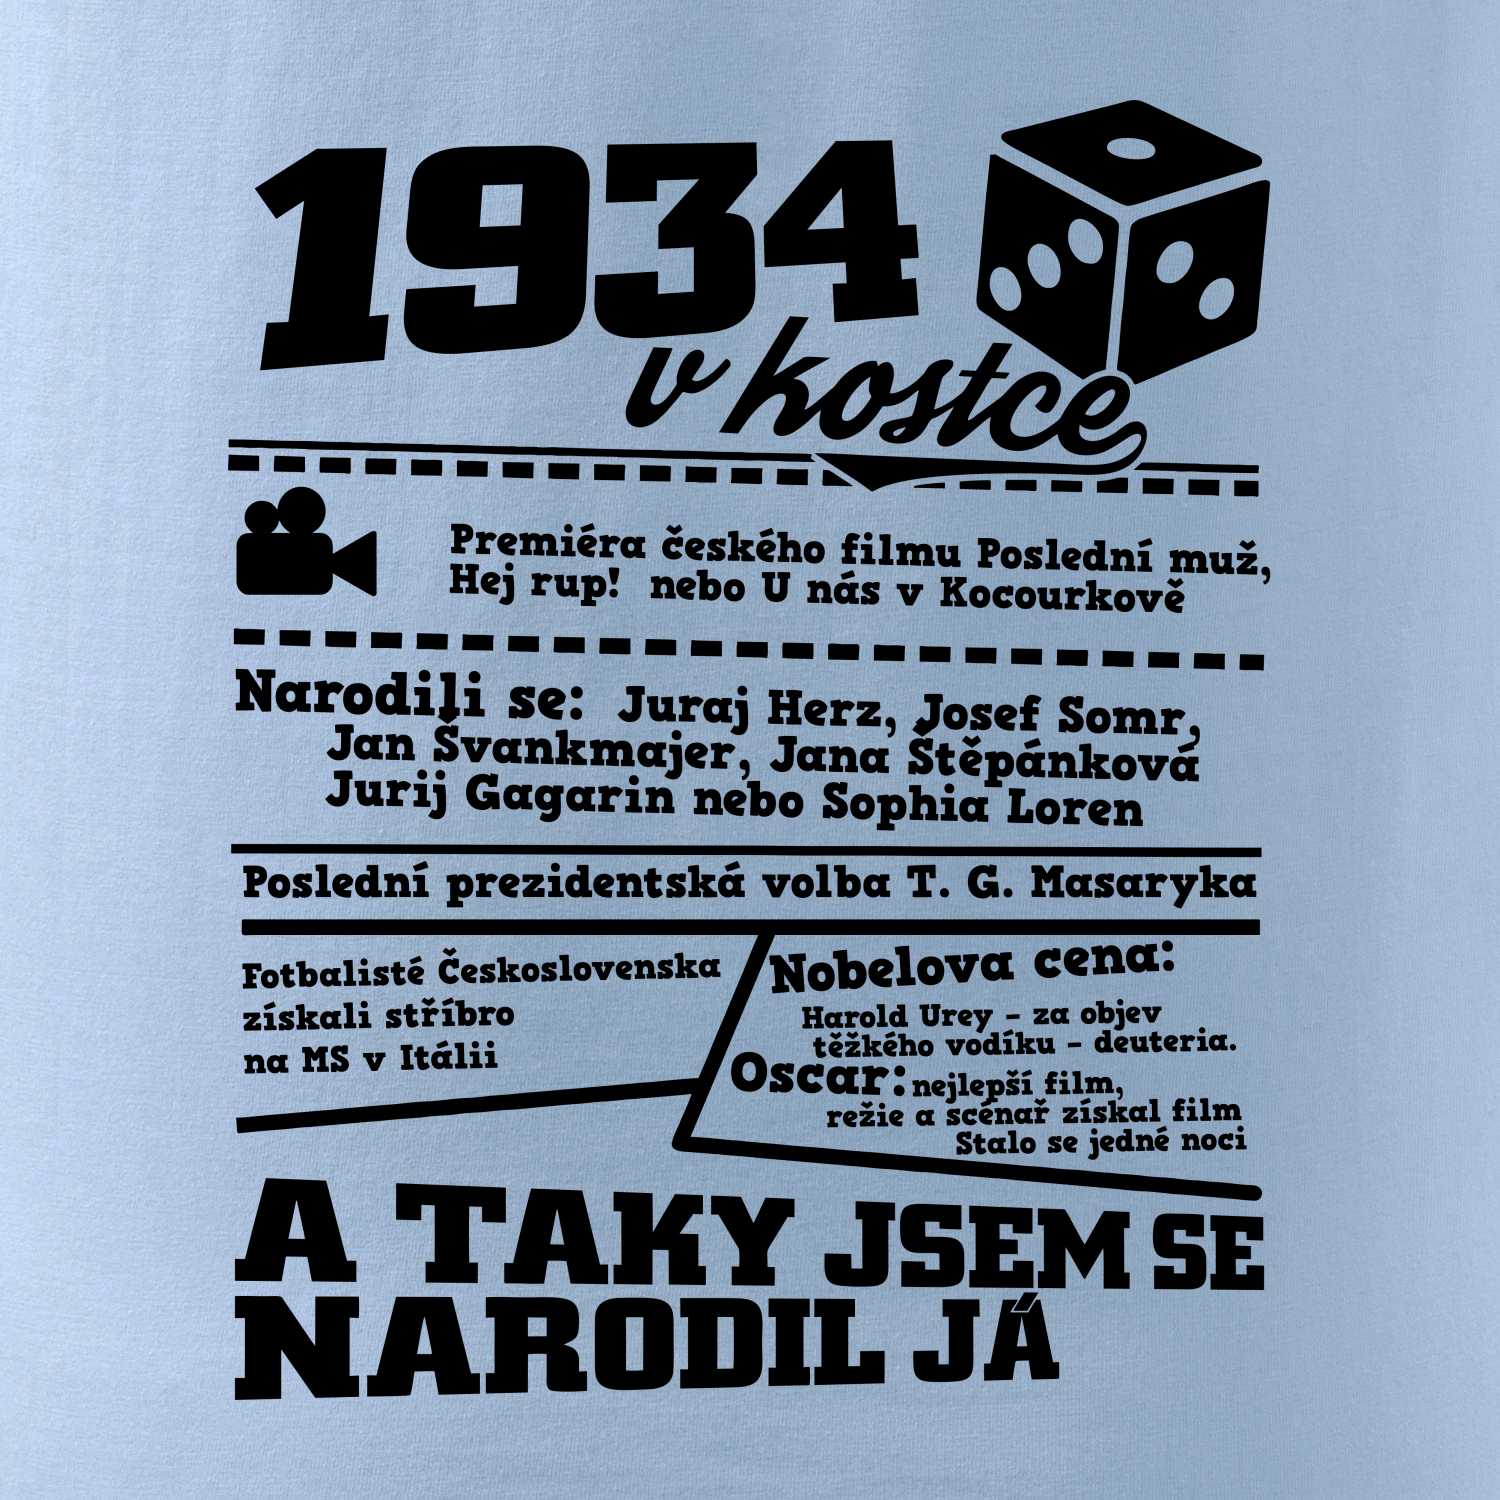 1934
v kostce
Premiéra českého filmu Poslední muž,
Hej rup! nebo U nás v Kocourkově
Narodili se: Juraj Herz, Josef Somr,
Jan Švankmajer, Jana Štěpánková
Jurij Gagarin nebo Sophia Loren
Poslední prezidentská volba T. G. Masaryka
Fotbalisté Československa
získali stříbro
na MS v Itálii
Nobelova cena:
Harold Urey - za objev
těžkého vodíku - deuteria.
Oscar: nejlepší film,
režie a scénař získal film
Stalo se jedné noci
A TAKY JSEM SE
NARODIL JÁ